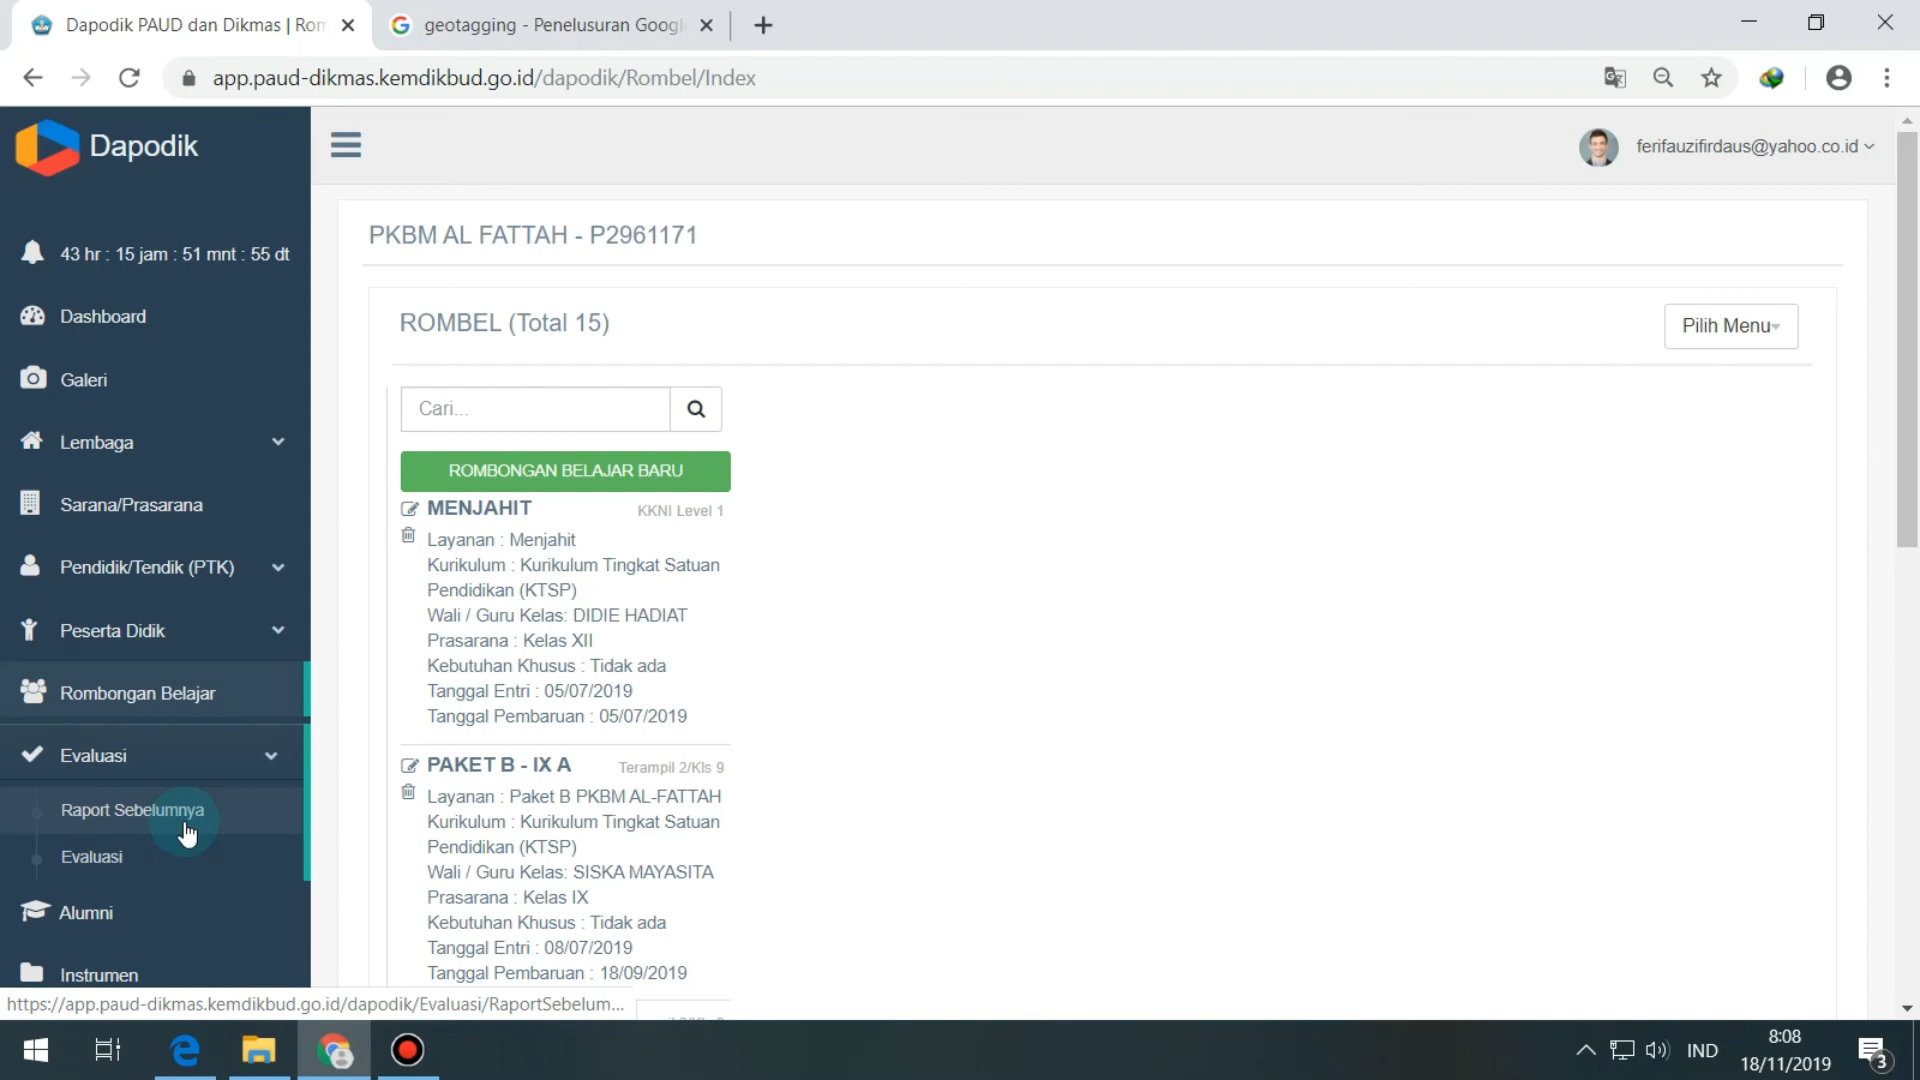 Dapodik PAUD dan Dikmas | Rom
geotagging - Penelusuran Googl
app.paud-dikmas.kemdikbud.go.id/dapodik/Rombel/Index
Dapodik
ferifauzifirdaus@yahoo.co.id
43 hr : 15 jam : 51 mnt : 55 dt
Dashboard
Galeri
Lembaga
Sarana/Prasarana
Pendidik/Tendik (PTK)
Peserta Didik
Rombongan Belajar
Evaluasi
Raport Sebelumnya
Evaluasi
Alumni
Instrumen
PKBM AL FATTAH - P2961171
ROMBEL (Total 15)
Pilih Menu
Cari...
ROMBONGAN BELAJAR BARU
MENJAHIT KKNI Level 1
Layanan : Menjahit
Kurikulum : Kurikulum Tingkat Satuan
Pendidikan (KTSP)
Wali / Guru Kelas: DIDIE HADIAT
Prasarana : Kelas XII
Kebutuhan Khusus : Tidak ada
Tanggal Entri : 05/07/2019
Tanggal Pembaruan : 05/07/2019
PAKET B - IX A Terampil 2/Kls 9
Layanan : Paket B PKBM AL-FATTAH
Kurikulum : Kurikulum Tingkat Satuan
Pendidikan (KTSP)
Wali / Guru Kelas: SISKA MAYASITA
Prasarana : Kelas IX
Kebutuhan Khusus : Tidak ada
Tanggal Entri : 08/07/2019
Tanggal Pembaruan : 18/09/2019
https://app.paud-dikmas.kemdikbud.go.id/dapodik/Evaluasi/RaportSebelum...
IND
8:08
18/11/2019
3